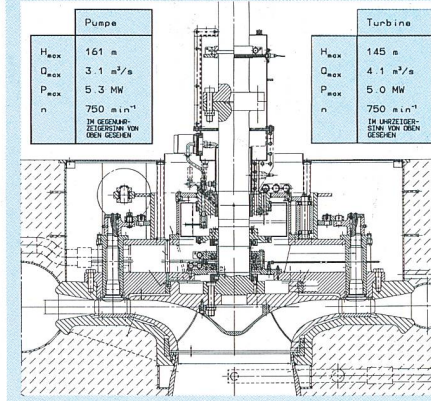 Pumpe
Hmax 161 m
Qmax 3.1 m³/s
Pmax 5.3 MW
n 750 min⁻¹
IM GEGENUHR-
ZEIGERSINN VON
OBEN GESEHEN
Turbine
Hmax 145 m
Qmax 4.1 m³/s
Pmax 5.0 MW
n 750 min⁻¹
IM UHRZEIGER-
SINN VON OBEN
GESEHEN